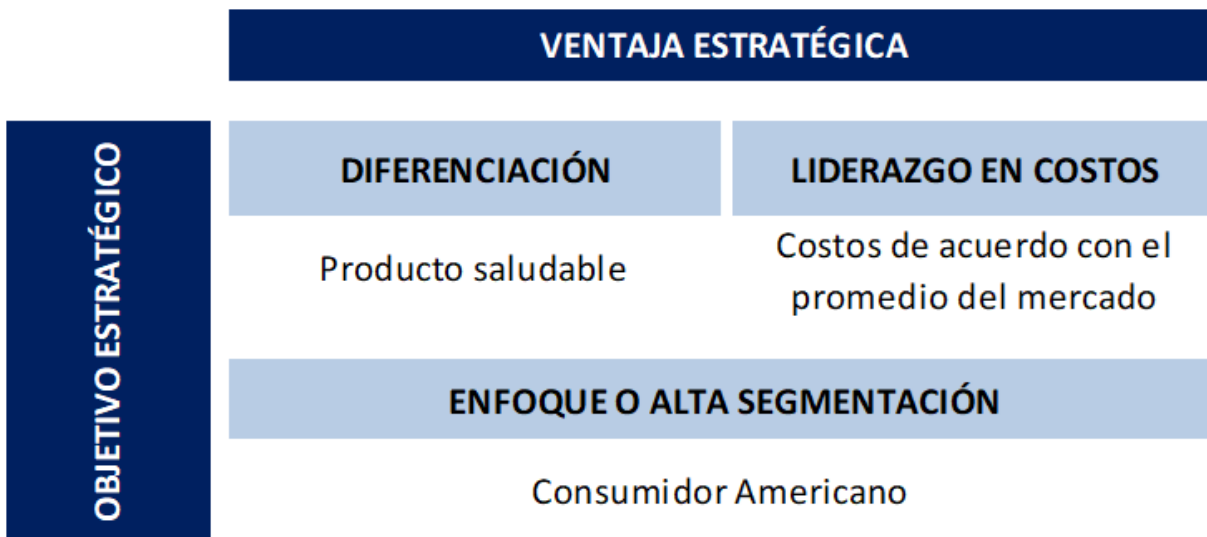 VENTAJA ESTRATÉGICA
OBJETIVO ESTRATÉGICO
DIFERENCIACIÓN
LIDERAZGO EN COSTOS
Producto saludable
Costos de acuerdo con el
promedio del mercado
ENFOQUE O ALTA SEGMENTACIÓN
Consumidor Americano